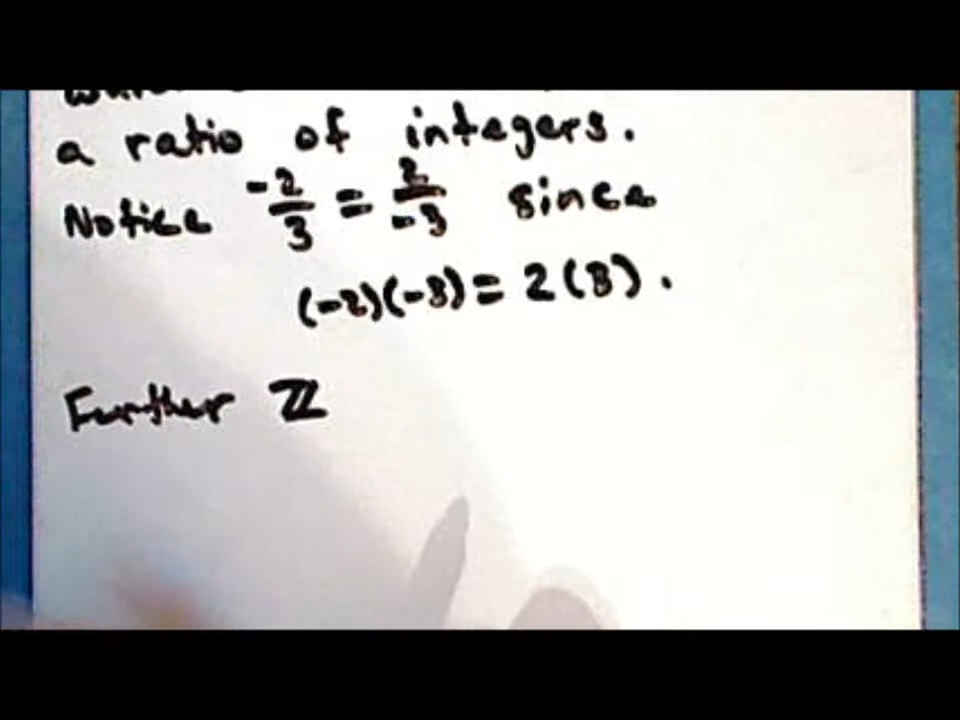 a ratio of integers.
Notice -2/3 = 2/-3 since
(-2)(-3) = 2(3).
Further ℤ